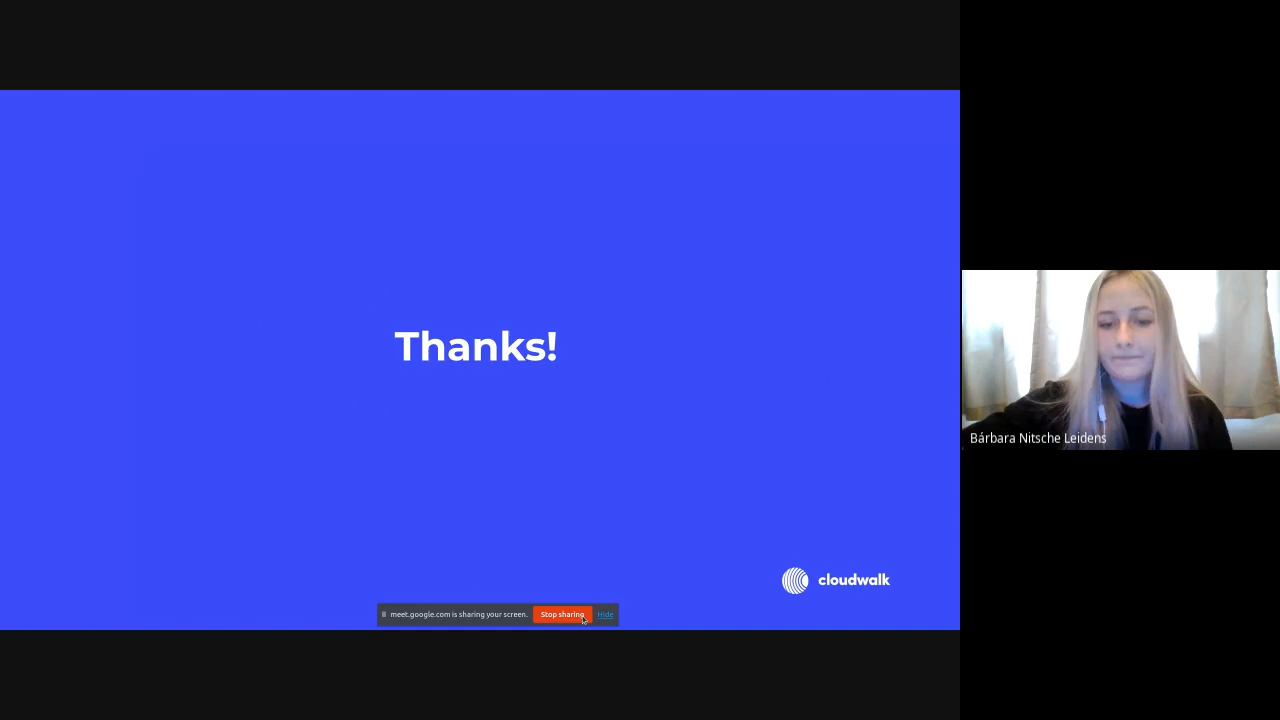 Thanks!
cloudwalk
meet.google.com is sharing your screen.
Stop sharing
Hide
Bárbara Nitsche Leidens